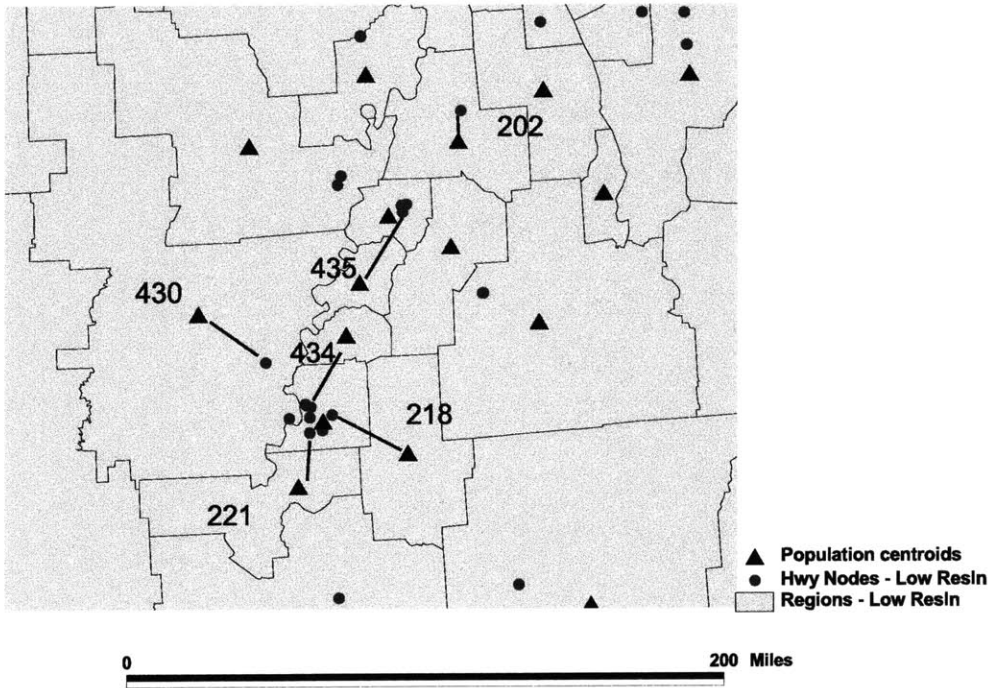 202
435
430
434
218
221
Population centroids
Hwy Nodes - Low Resln
Regions - Low Resln
0 200 Miles